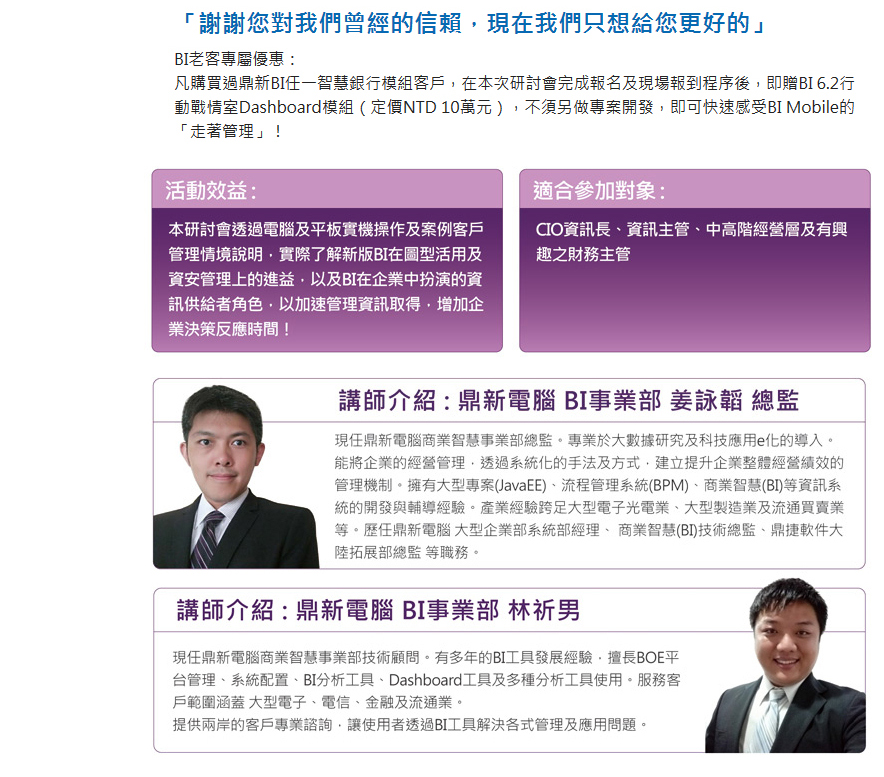 「謝謝您對我們曾經的信賴，現在我們只想給您更好的」
BI老客專屬優惠：
凡購買過鼎新BI任一智慧銀行模組客戶，在本次研討會完成報名及現場報到程序後，即贈BI 6.2行
動戰情室Dashboard模組（定價NTD 10萬元），不須另做專案開發，即可快速感受BI Mobile的
「走著管理」！
活動效益：
本研討會透過電腦及平板實機操作及案例客戶
管理情境說明，實際了解新版BI在圖型活用及
資安管理上的進益，以及BI在企業中扮演的資
訊供給者角色，以加速管理資訊取得，增加企
業決策反應時間！
適合參加對象：
CIO資訊長、資訊主管、中高階經營層及有興
趣之財務主管
講師介紹：鼎新電腦 BI事業部 姜詠韜 總監
現任鼎新電腦商業智慧事業部總監。專業於大數據研究及科技應用e化的導入。
能將企業的經營管理，透過系統化的手法及方式，建立提升企業整體經營績效的
管理機制。擁有大型專案(JavaEE)、流程管理系統(BPM)、商業智慧(BI)等資訊系
統的開發與輔導經驗。產業經驗跨足大型電子光電業、大型製造業及流通買賣業
等。歷任鼎新電腦 大型企業部系統部經理、 商業智慧(BI)技術總監、鼎捷軟件大
陸拓展部總監 等職務。
講師介紹：鼎新電腦 BI事業部 林祈男
現任鼎新電腦商業智慧事業部技術顧問。有多年的BI工具發展經驗，擅長BOE平
台管理、系統配置、BI分析工具、Dashboard工具及多種分析工具使用。服務客
戶範圍涵蓋 大型電子、電信、金融及流通業。
提供兩岸的客戶專業諮詢，讓使用者透過BI工具解決各式管理及應用問題。